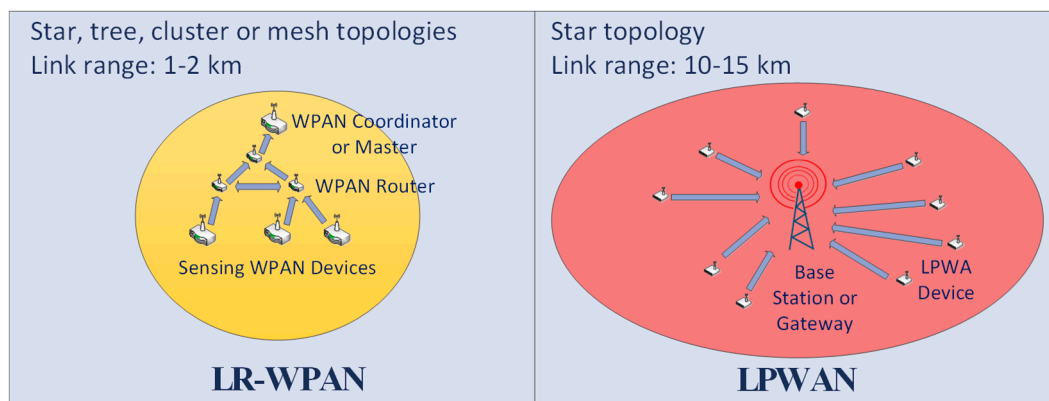 Star, tree, cluster or mesh topologies
Link range: 1-2 km
WPAN Coordinator
or Master
WPAN Router
Sensing WPAN Devices
LR-WPAN
Star topology
Link range: 10-15 km
Base
Station or
Gateway
LPWA
Device
LPWAN